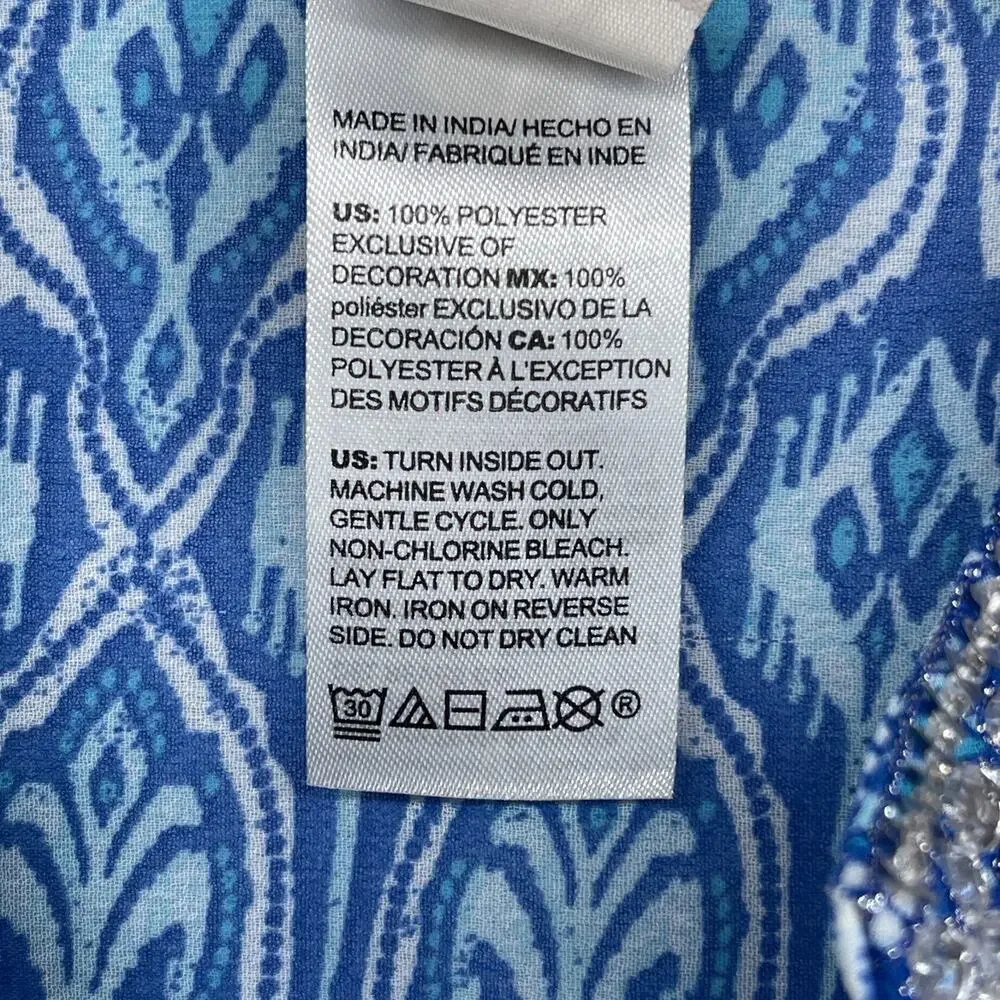 MADE IN INDIA/ HECHO EN
INDIA/ FABRIQUÉ EN INDE
US: 100% POLYESTER
EXCLUSIVE OF
DECORATION MX: 100%
poliéster EXCLUSIVO DE LA
DECORACIÓN CA: 100%
POLYESTER À L'EXCEPTION
DES MOTIFS DÉCORATIFS
US: TURN INSIDE OUT.
MACHINE WASH COLD,
GENTLE CYCLE. ONLY
NON-CHLORINE BLEACH.
LAY FLAT TO DRY. WARM
IRON. IRON ON REVERSE
SIDE. DO NOT DRY CLEAN
30 ®